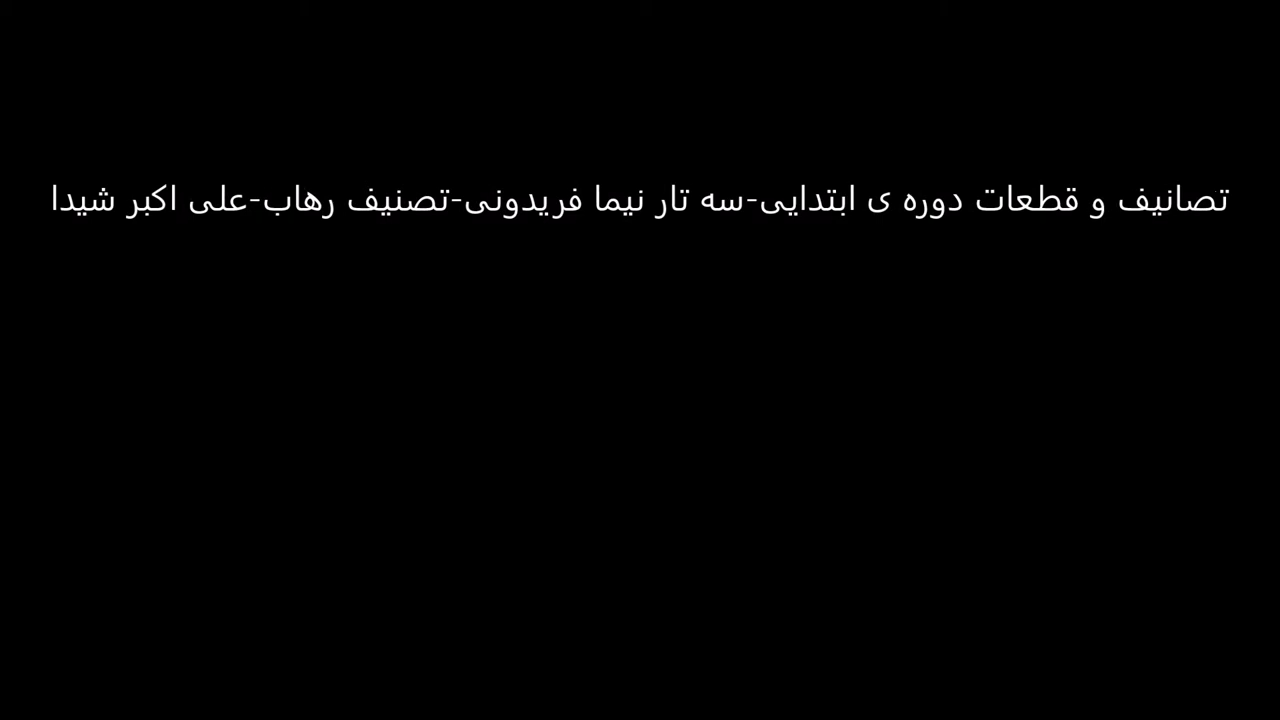 تصانیف و قطعات دوره ی ابتدایی-سه تار نیما فریدونی-تصنیف رهاب-علی اکبر شیدا